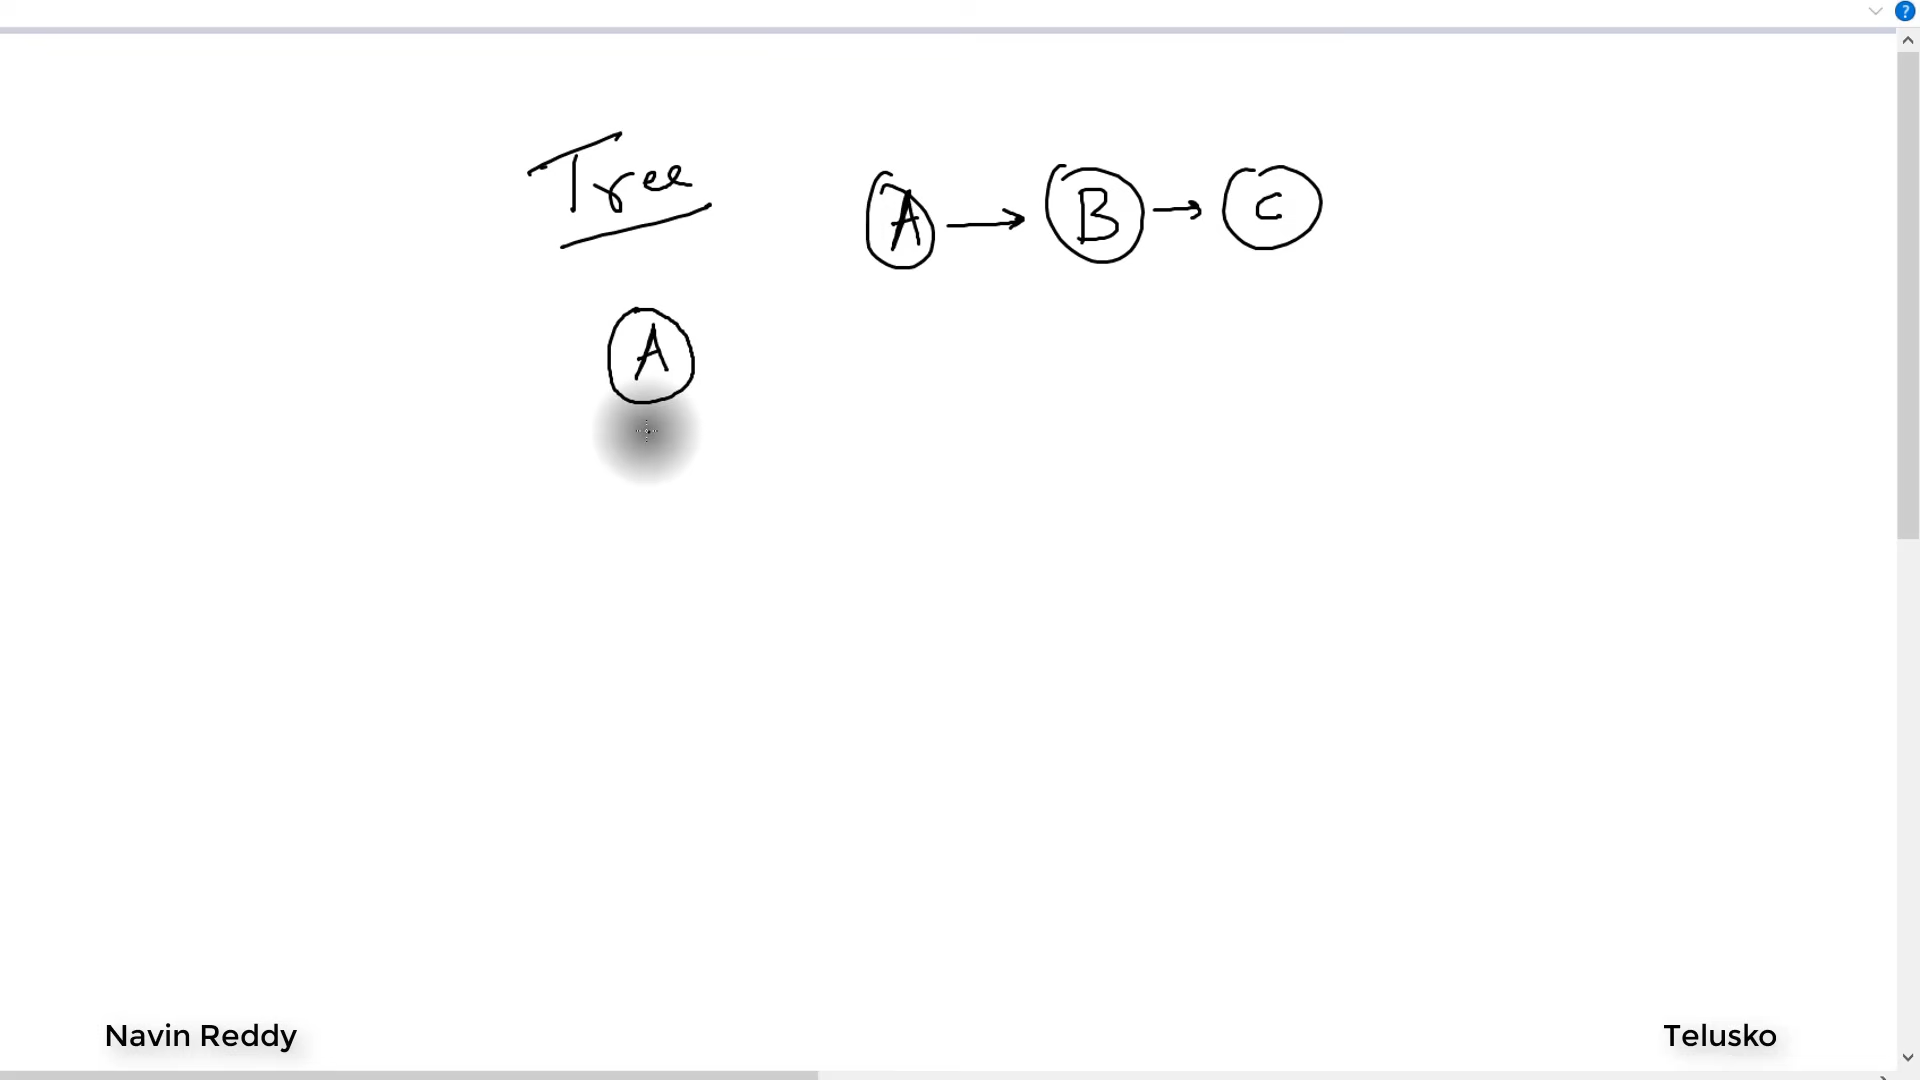 ?
Tree
A → B → C
A
Navin Reddy
Telusko